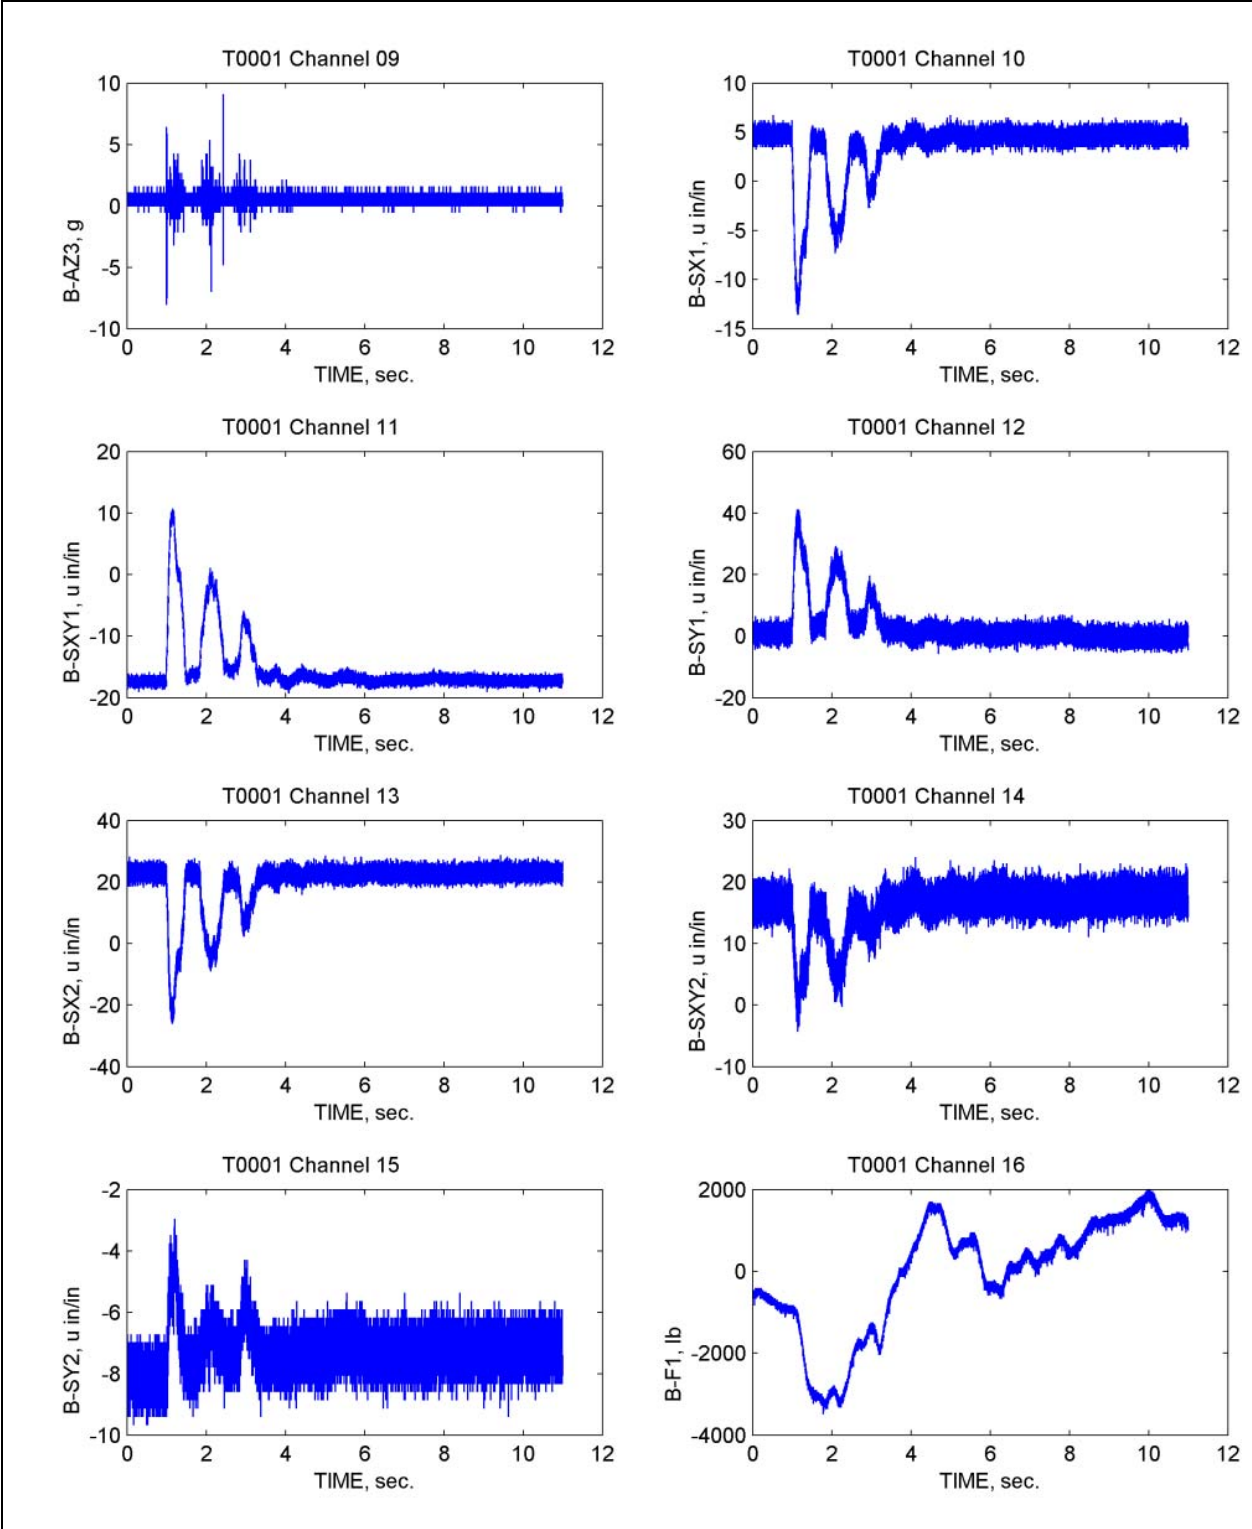 T0001 Channel 09
10
5
0
-5
-10
B-AZ3, g
0 2 4 6 8 10 12
TIME, sec.
T0001 Channel 10
10
5
0
-5
-10
-15
B-SX1, u in/in
0 2 4 6 8 10 12
TIME, sec.
T0001 Channel 11
20
10
0
-10
-20
B-SXY1, u in/in
0 2 4 6 8 10 12
TIME, sec.
T0001 Channel 12
60
40
20
0
-20
B-SY1, u in/in
0 2 4 6 8 10 12
TIME, sec.
T0001 Channel 13
40
20
0
-20
-40
B-SX2, u in/in
0 2 4 6 8 10 12
TIME, sec.
T0001 Channel 14
30
20
10
0
-10
B-SXY2, u in/in
0 2 4 6 8 10 12
TIME, sec.
T0001 Channel 15
-2
-4
-6
-8
-10
B-SY2, u in/in
0 2 4 6 8 10 12
TIME, sec.
T0001 Channel 16
2000
0
-2000
-4000
B-F1, lb
0 2 4 6 8 10 12
TIME, sec.